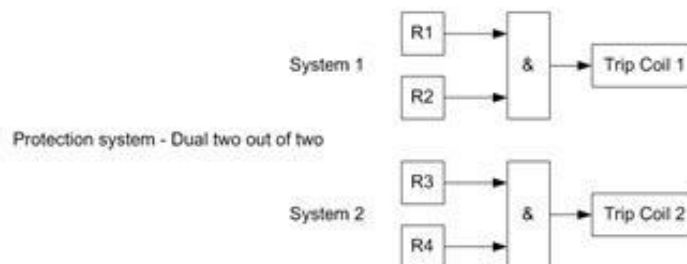 R1
System 1
&
Trip Coil 1
R2
Protection system - Dual two out of two
R3
System 2
&
Trip Coil 2
R4